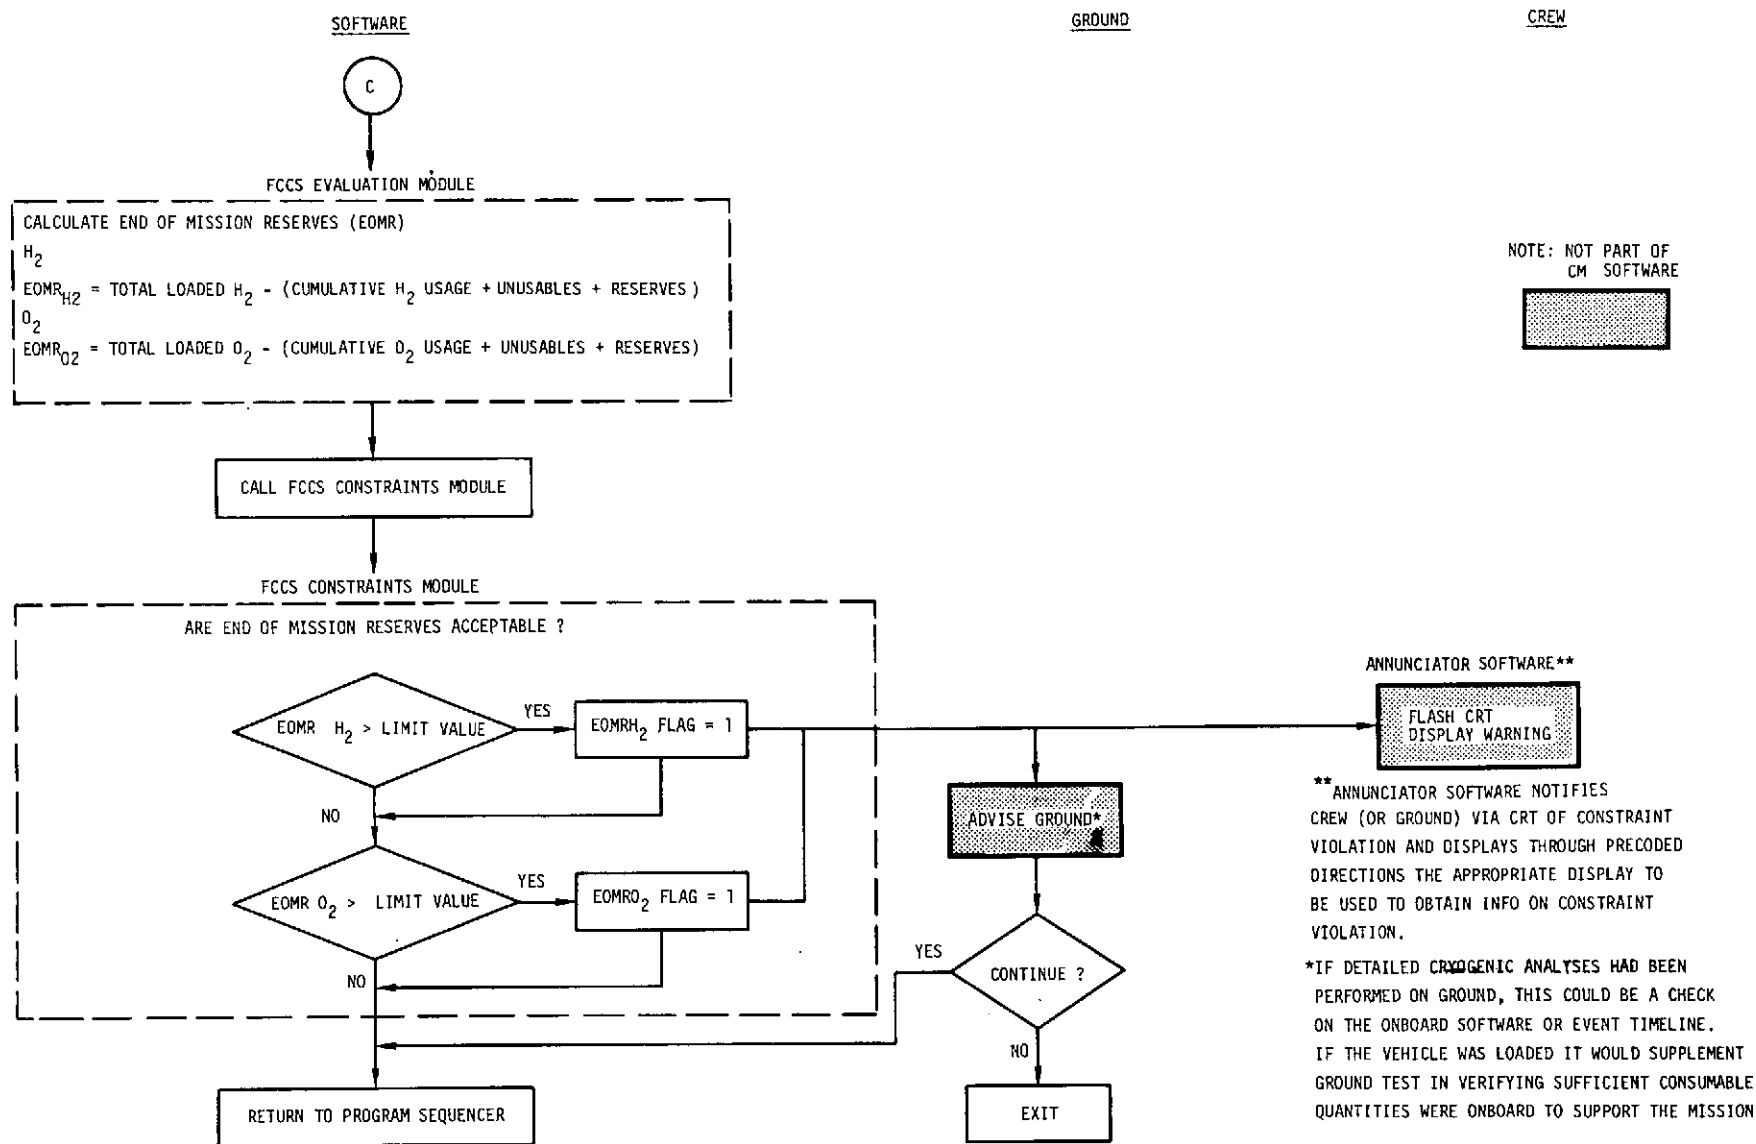 SOFTWARE
GROUND
CREW
C
FCCS EVALUATION MODULE
CALCULATE END OF MISSION RESERVES (EOMR)
H2
EOMRH2 = TOTAL LOADED H2 - (CUMULATIVE H2 USAGE + UNUSABLES + RESERVES)
O2
EOMRO2 = TOTAL LOADED O2 - (CUMULATIVE O2 USAGE + UNUSABLES + RESERVES)
NOTE: NOT PART OF
CM SOFTWARE
CALL FCCS CONSTRAINTS MODULE
FCCS CONSTRAINTS MODULE
ARE END OF MISSION RESERVES ACCEPTABLE ?
EOMR H2 > LIMIT VALUE
YES
EOMRH2 FLAG = 1
NO
EOMR O2 > LIMIT VALUE
YES
EOMRO2 FLAG = 1
NO
RETURN TO PROGRAM SEQUENCER
ADVISE GROUND*
YES
CONTINUE ?
NO
EXIT
ANNUNCIATOR SOFTWARE**
FLASH CRT
DISPLAY WARNING
**ANNUNCIATOR SOFTWARE NOTIFIES
CREW (OR GROUND) VIA CRT OF CONSTRAINT
VIOLATION AND DISPLAYS THROUGH PRECODED
DIRECTIONS THE APPROPRIATE DISPLAY TO
BE USED TO OBTAIN INFO ON CONSTRAINT
VIOLATION.
*IF DETAILED CRYOGENIC ANALYSES HAD BEEN
PERFORMED ON GROUND, THIS COULD BE A CHECK
ON THE ONBOARD SOFTWARE OR EVENT TIMELINE.
IF THE VEHICLE WAS LOADED IT WOULD SUPPLEMENT
GROUND TEST IN VERIFYING SUFFICIENT CONSUMABLE
QUANTITIES WERE ONBOARD TO SUPPORT THE MISSION